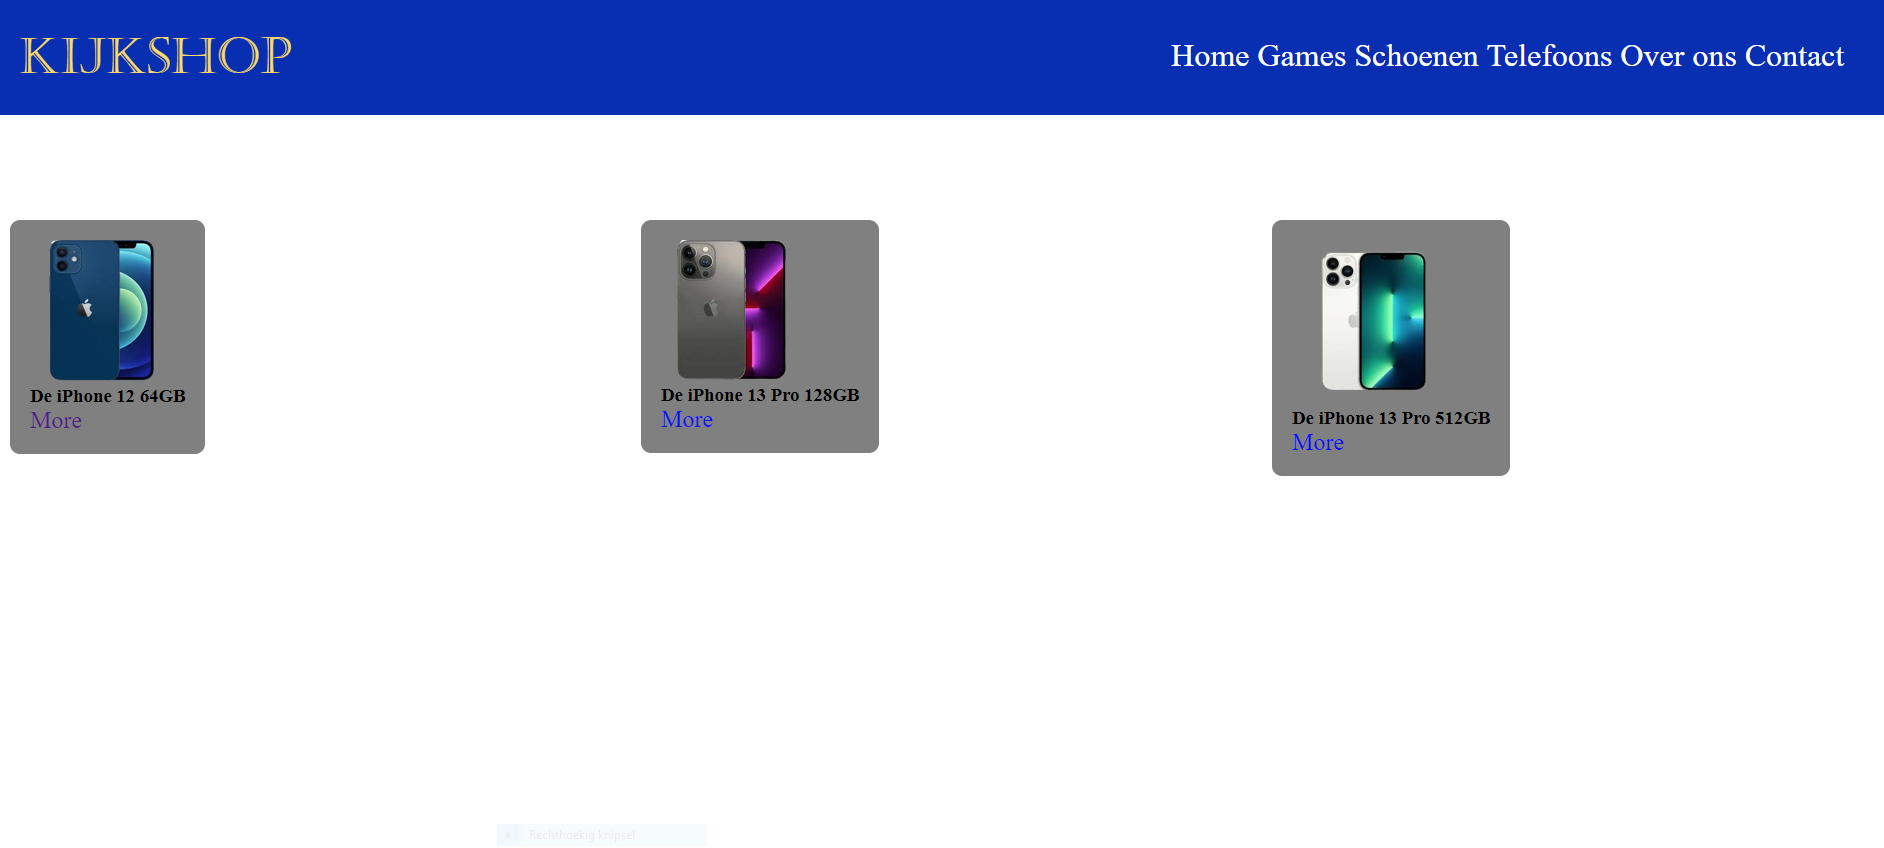 KIJKSHOP
Home Games Schoenen Telefoons Over ons Contact
De iPhone 12 64GB
More
De iPhone 13 Pro 128GB
More
De iPhone 13 Pro 512GB
More
Rechthoekig knipsel